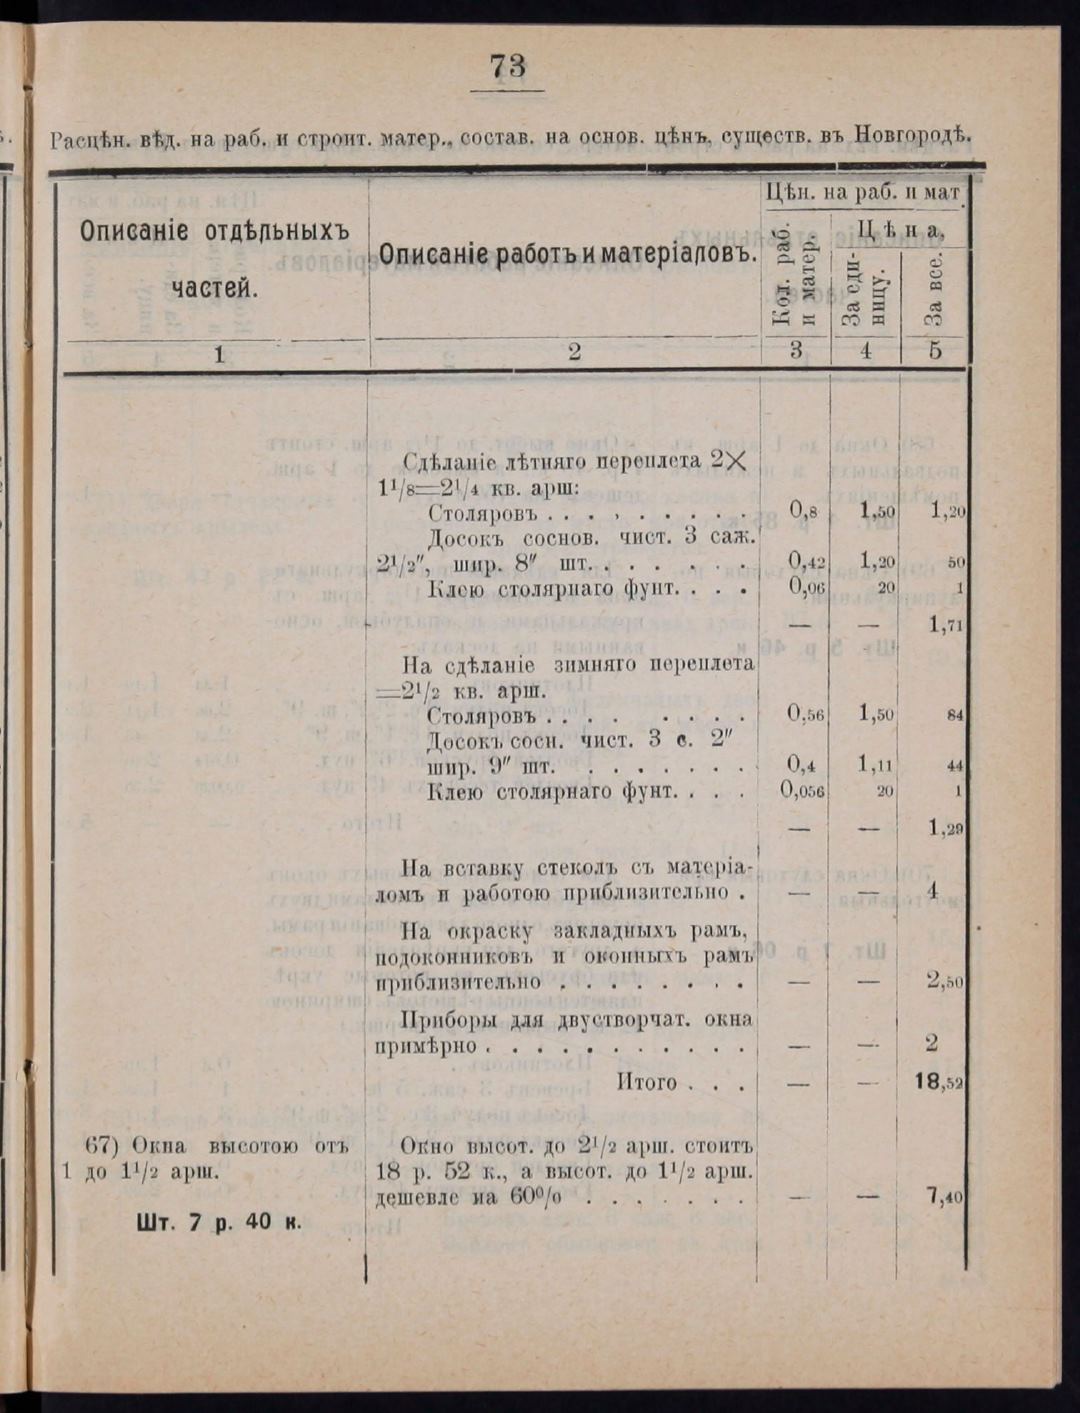 73
Расцѣн. вѣд. на раб. и строит. матер., состав. на основ. цѣнъ, существ. въ Новгородѣ.
Описаніе отдѣльныхъ
частей.
Описаніе работъ и матеріаловъ.
Цѣн. на раб. и мат.
Кол. раб.
и матер.
Цѣна.
За еди-
ницу.
За все.
1 2 3 4 5
Сдѣланіе лѣтняго переплета 2×
1¹/₈=2¹/₄ кв. арш:
Столяровъ . . . . . . . . . 0,8 1,50 1,20
Досокъ соснов. чист. 3 саж.
2¹/₂", шир. 8" шт. . . . . . . 0,42 1,20 50
Клею столярнаго фунт. . . . 0,06 20 1
— — 1,71
На сдѣланіе зимняго переплета
=2¹/₂ кв. арш.
Столяровъ . . . . . . . . 0,56 1,50 84
Досокъ сосн. чист. 3 с. 2"
шир. 9" шт. . . . . . . . . 0,4 1,11 44
Клею столярнаго фунт. . . . 0,056 20 1
— — 1,29
На вставку стеколъ съ матеріа-
ломъ и работою приблизительно . — — 4
На окраску закладныхъ рамъ,
подоконниковъ и оконныхъ рамъ
приблизительно . . . . . . . . — — 2,50
Приборы для двустворчат. окна
примѣрно . . . . . . . . . . . — — 2
Итого . . . — — 18,52
67) Окна высотою отъ
1 до 1¹/₂ арш.
Шт. 7 р. 40 к.
Окно высот. до 2¹/₂ арш. стоитъ
18 р. 52 к., а высот. до 1¹/₂ арш.
дешевле на 60% . . . . . . . — — 7,40